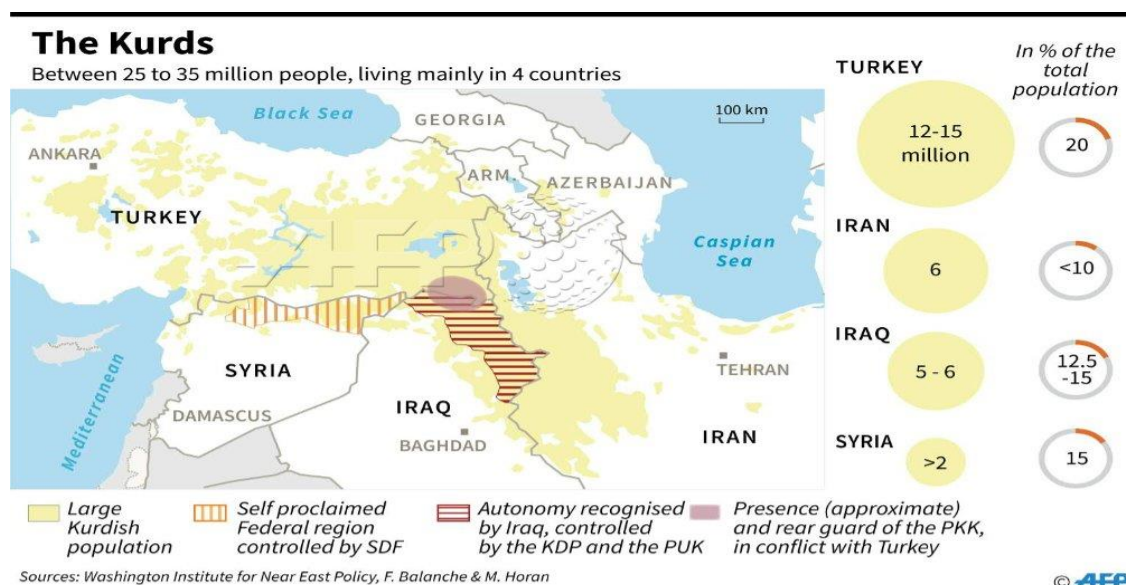 The Kurds
Between 25 to 35 million people, living mainly in 4 countries
Black Sea
GEORGIA
100 km
ANKARA
ARM.
AZERBAIJAN
TURKEY
AFP
Caspian
Sea
SYRIA
TEHRAN
DAMASCUS
IRAQ
BAGHDAD
IRAN
Mediterranean
In % of the
total
population
TURKEY
12-15
million
20
IRAN
6
<10
IRAQ
5 - 6
12.5
-15
SYRIA
>2
15
Large
Kurdish
population
Self proclaimed
Federal region
controlled by SDF
Autonomy recognised
by Iraq, controlled
by the KDP and the PUK
Presence (approximate)
and rear guard of the PKK,
in conflict with Turkey
Sources: Washington Institute for Near East Policy, F. Balanche & M. Horan
© AFP